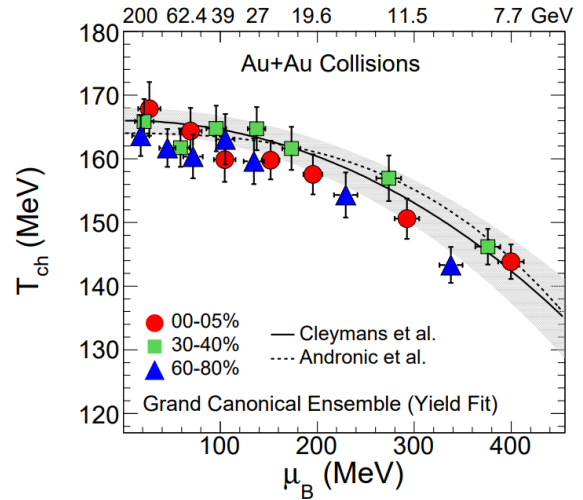 200 62.4 39 27 19.6 11.5 7.7 GeV
180
Au+Au Collisions
170
160
150
140
130
120
T_ch (MeV)
00-05%
30-40%
60-80%
Cleymans et al.
Andronic et al.
Grand Canonical Ensemble (Yield Fit)
100 200 300 400
μ_B (MeV)